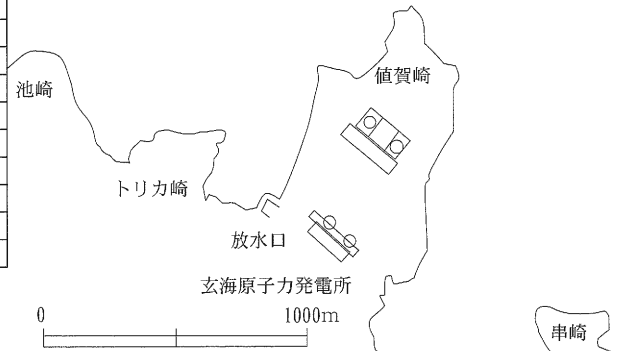 値賀崎
池崎
トリカ崎
放水口
玄海原子力発電所
0 1000m
串崎